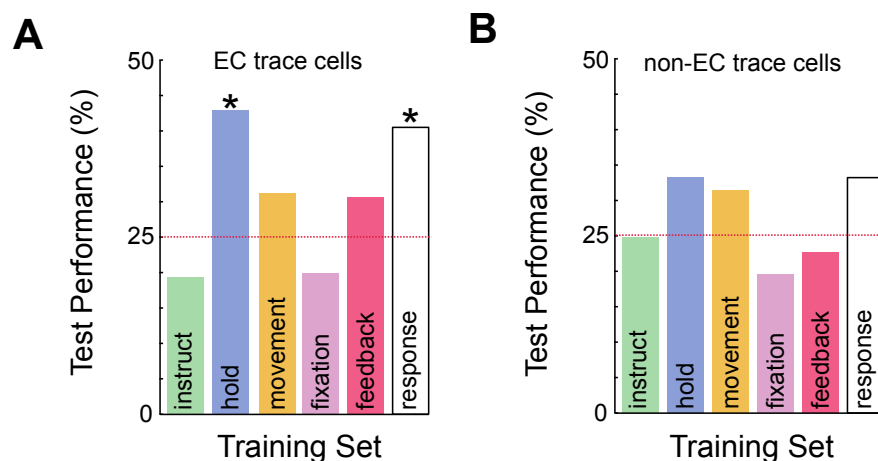 A
EC trace cells
50
25
0
Test Performance (%)
*
*
instruct
hold
movement
fixation
feedback
response
Training Set
B
non-EC trace cells
50
25
0
Test Performance (%)
instruct
hold
movement
fixation
feedback
response
Training Set